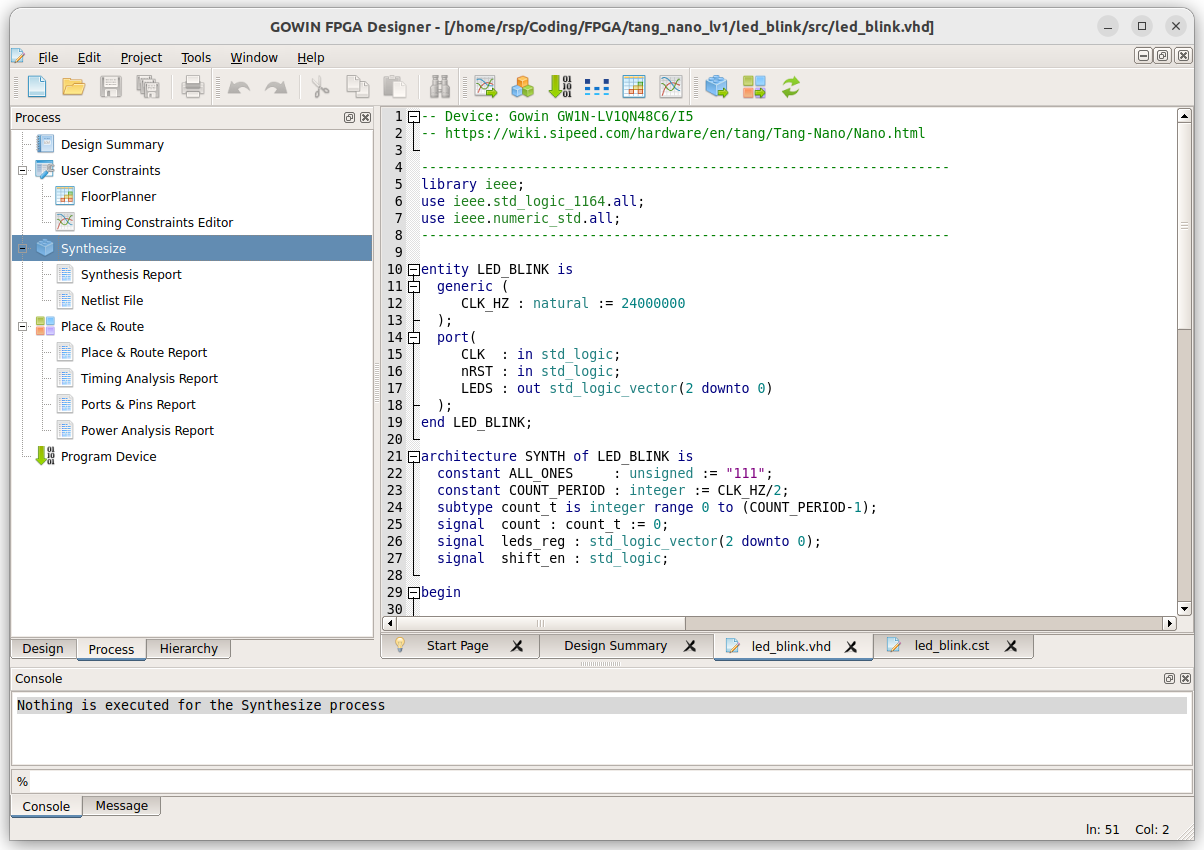 GOWIN FPGA Designer - [/home/rsp/Coding/FPGA/tang_nano_lv1/led_blink/src/led_blink.vhd]
File Edit Project Tools Window Help
Process
Design Summary
User Constraints
FloorPlanner
Timing Constraints Editor
Synthesize
Synthesis Report
Netlist File
Place & Route
Place & Route Report
Timing Analysis Report
Ports & Pins Report
Power Analysis Report
Program Device
Design Process Hierarchy
1 -- Device: Gowin GW1N-LV1QN48C6/I5
2 -- https://wiki.sipeed.com/hardware/en/tang/Tang-Nano/Nano.html
3
4 ------------------------------------------------------------------
5 library ieee;
6 use ieee.std_logic_1164.all;
7 use ieee.numeric_std.all;
8 ------------------------------------------------------------------
9
10 entity LED_BLINK is
11 generic (
12 CLK_HZ : natural := 24000000
13 );
14 port(
15 CLK  : in std_logic;
16 nRST : in std_logic;
17 LEDS : out std_logic_vector(2 downto 0)
18 );
19 end LED_BLINK;
20
21 architecture SYNTH of LED_BLINK is
22 constant ALL_ONES     : unsigned := "111";
23 constant COUNT_PERIOD : integer := CLK_HZ/2;
24 subtype count_t is integer range 0 to (COUNT_PERIOD-1);
25 signal  count : count_t := 0;
26 signal  leds_reg : std_logic_vector(2 downto 0);
27 signal  shift_en : std_logic;
28
29 begin
30
Start Page Design Summary led_blink.vhd led_blink.cst
Console
Nothing is executed for the Synthesize process
%
Console Message
ln: 51 Col: 2